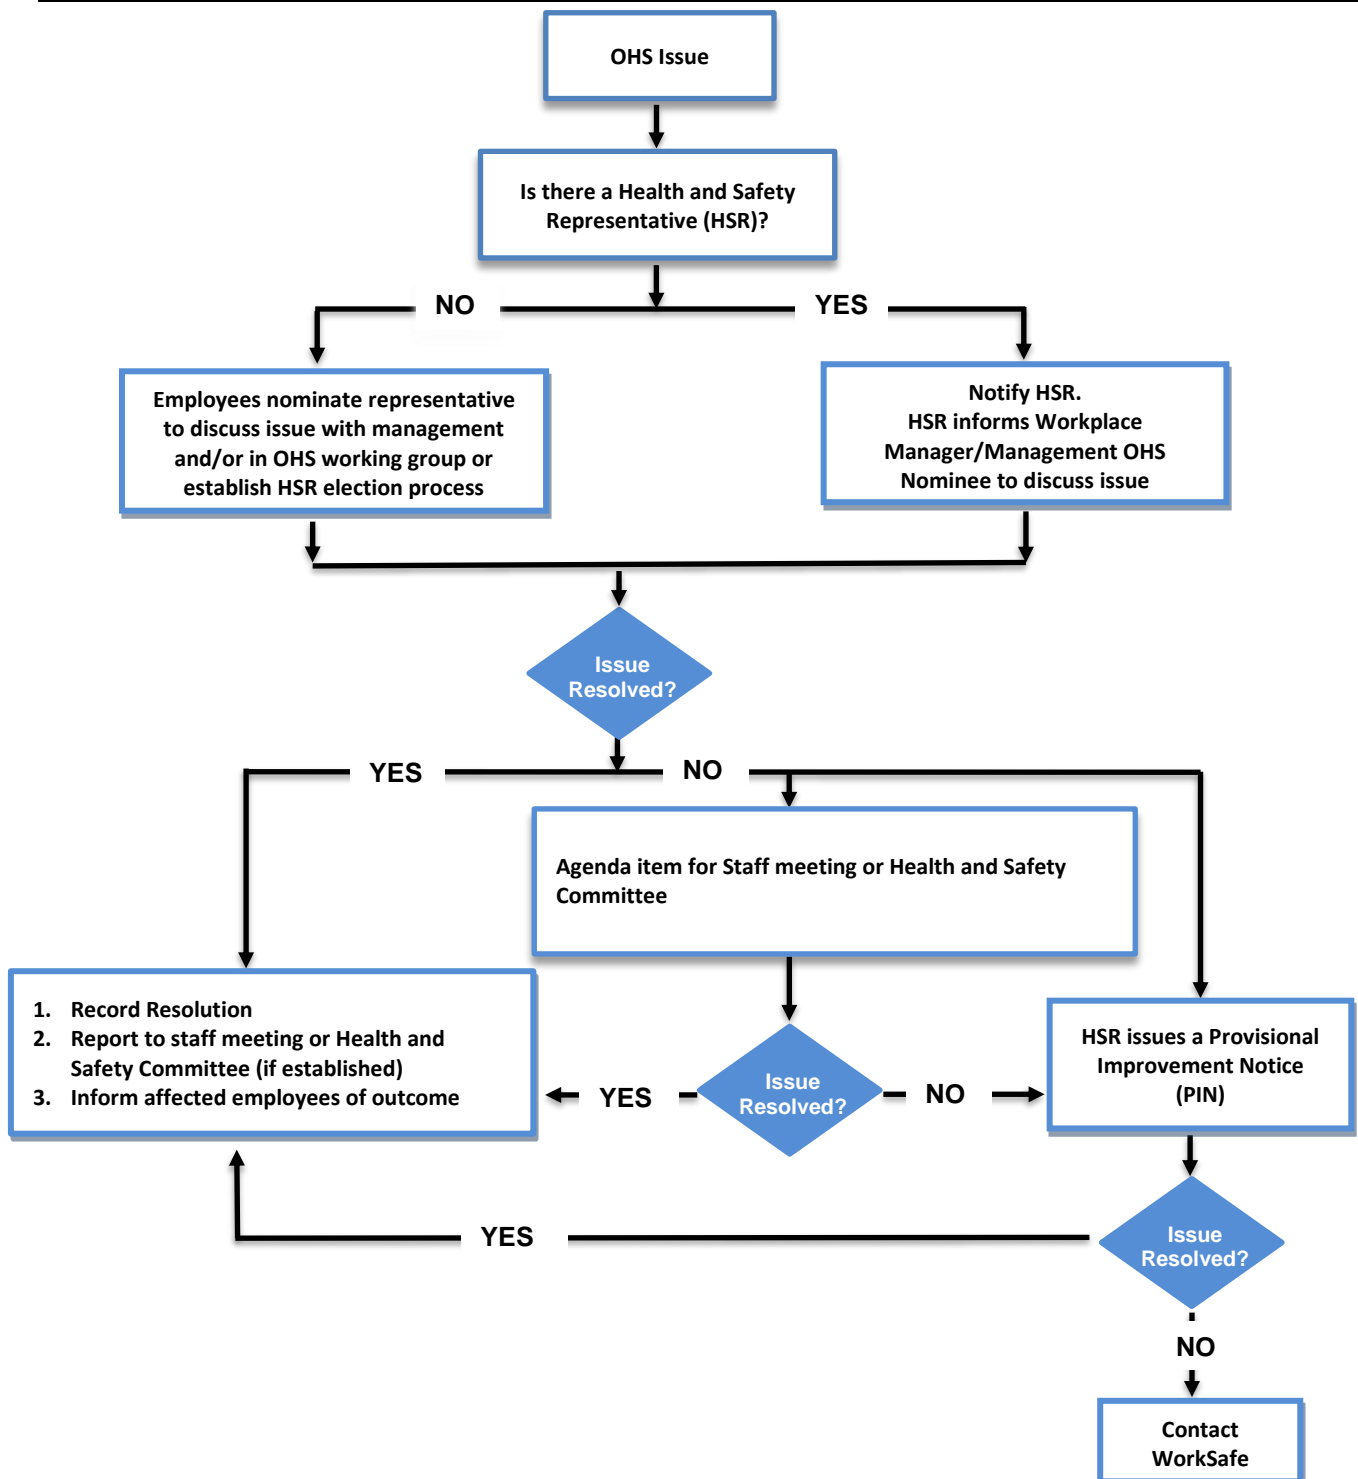 OHS Issue
Is there a Health and Safety
Representative (HSR)?
NO
YES
Employees nominate representative
to discuss issue with management
and/or in OHS working group or
establish HSR election process
Notify HSR.
HSR informs Workplace
Manager/Management OHS
Nominee to discuss issue
Issue
Resolved?
YES
NO
Agenda item for Staff meeting or Health and Safety
Committee
1. Record Resolution
2. Report to staff meeting or Health and
Safety Committee (if established)
3. Inform affected employees of outcome
YES
Issue
Resolved?
NO
HSR issues a Provisional
Improvement Notice
(PIN)
YES
Issue
Resolved?
NO
Contact
WorkSafe